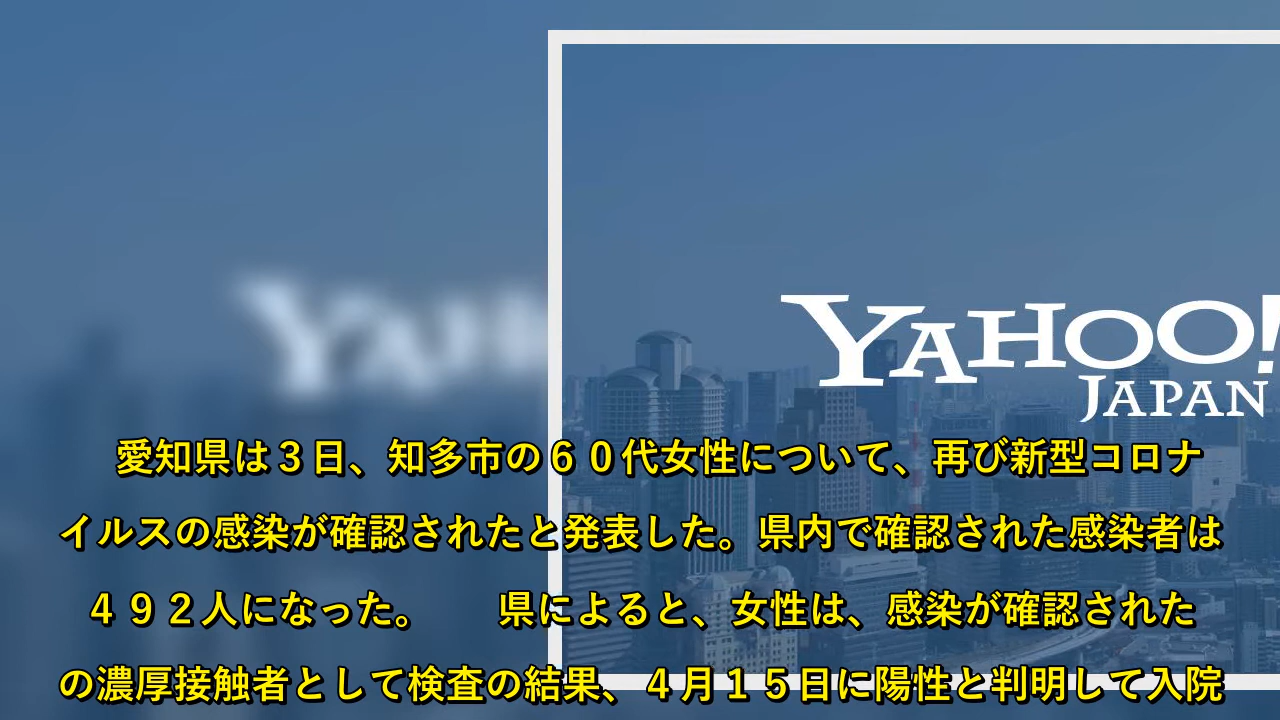 YAHOO!
JAPAN
愛知県は３日、知多市の６０代女性について、再び新型コロナ
イルスの感染が確認されたと発表した。県内で確認された感染者は
４９２人になった。　　県によると、女性は、感染が確認された
の濃厚接触者として検査の結果、４月１５日に陽性と判明して入院